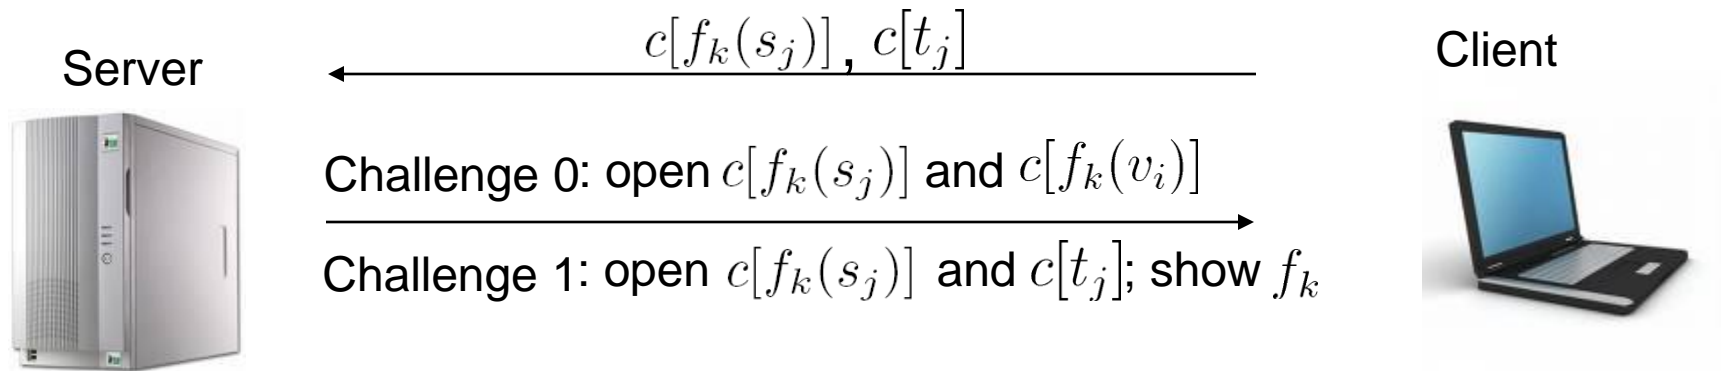 Server
c[f_k(s_j)], c[t_j]
Client
Challenge 0: open c[f_k(s_j)] and c[f_k(v_i)]
Challenge 1: open c[f_k(s_j)] and c[t_j]; show f_k